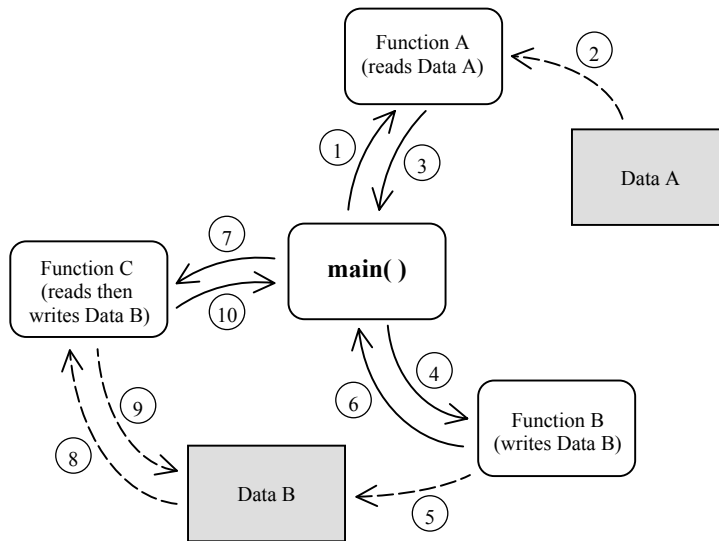 Function A
(reads Data A)
2
1
3
Data A
7
main( )
Function C
(reads then
writes Data B)
10
4
6
9
Function B
(writes Data B)
8
Data B
5